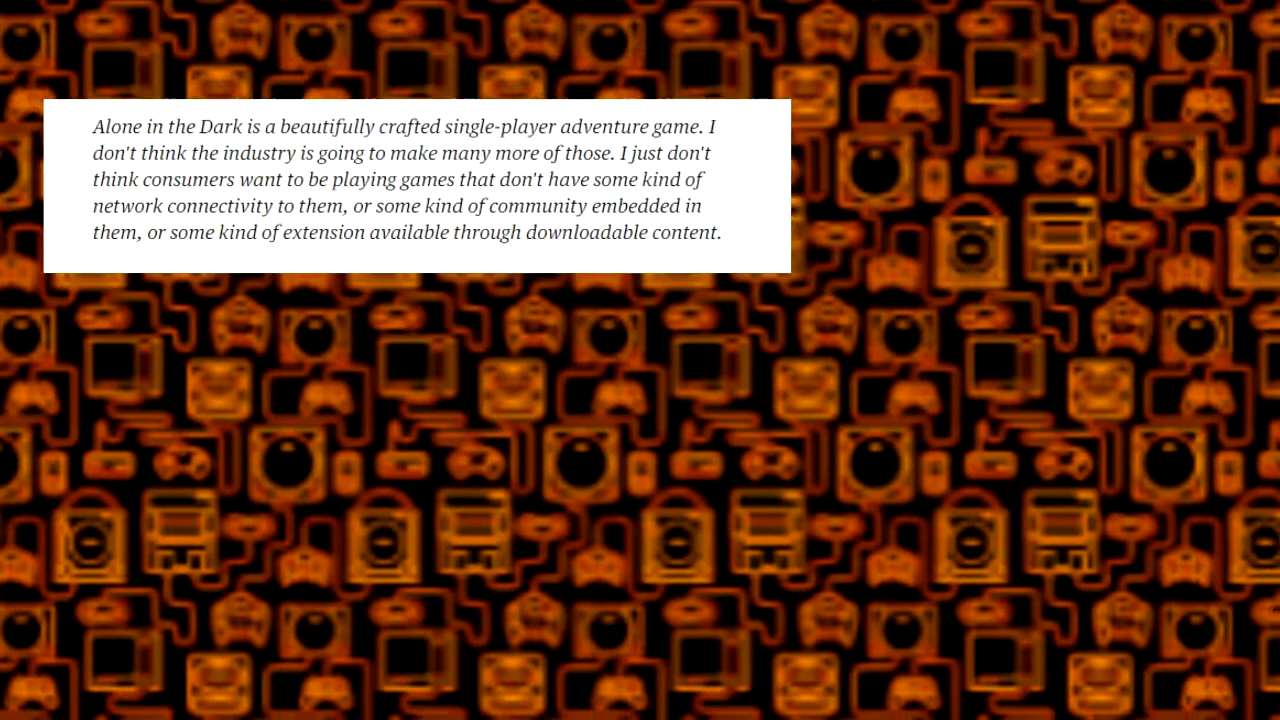 Alone in the Dark is a beautifully crafted single-player adventure game. I
don't think the industry is going to make many more of those. I just don't
think consumers want to be playing games that don't have some kind of
network connectivity to them, or some kind of community embedded in
them, or some kind of extension available through downloadable content.